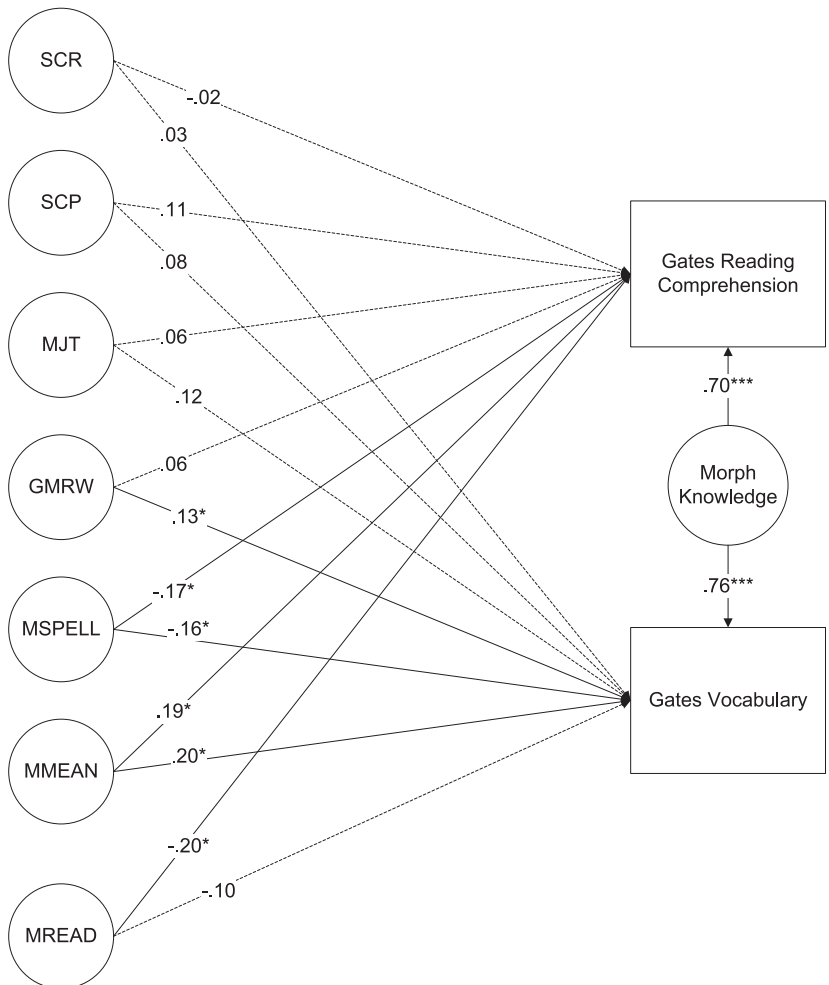 SCR
-.02
.03
SCP
.11
.08
Gates Reading
Comprehension
MJT
.06
.12
.70***
GMRW
.06
.13*
Morph
Knowledge
MSPELL
-.17*
-.16*
.76***
Gates Vocabulary
MMEAN
.19*
.20*
MREAD
-.20*
-.10